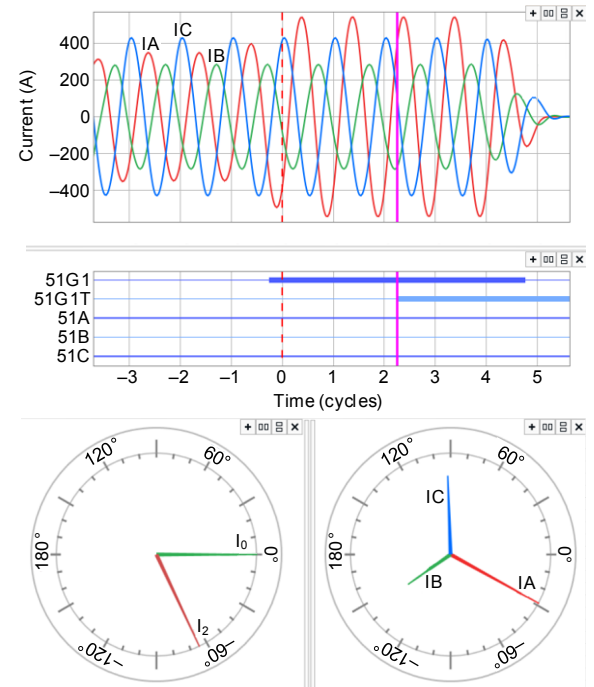 IC
IA
IB
400
200
0
−200
−400
Current (A)
51G1
51G1T
51A
51B
51C
−3 −2 −1 0 1 2 3 4 5
Time (cycles)
120° 60°
180° I0 0°
I2
−120° −60°
120° 60°
IC
180° 0°
IB IA
−120° −60°